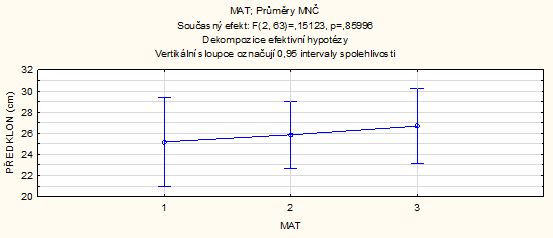 MAT; Průměry MNČ
Současný efekt: F(2, 63)=,15123, p=,85996
Dekompozice efektivní hypotézy
Vertikální sloupce označují 0,95 intervaly spolehlivosti
32
30
28
26
24
22
20
PŘEDKLON (cm)
1 2 3
MAT